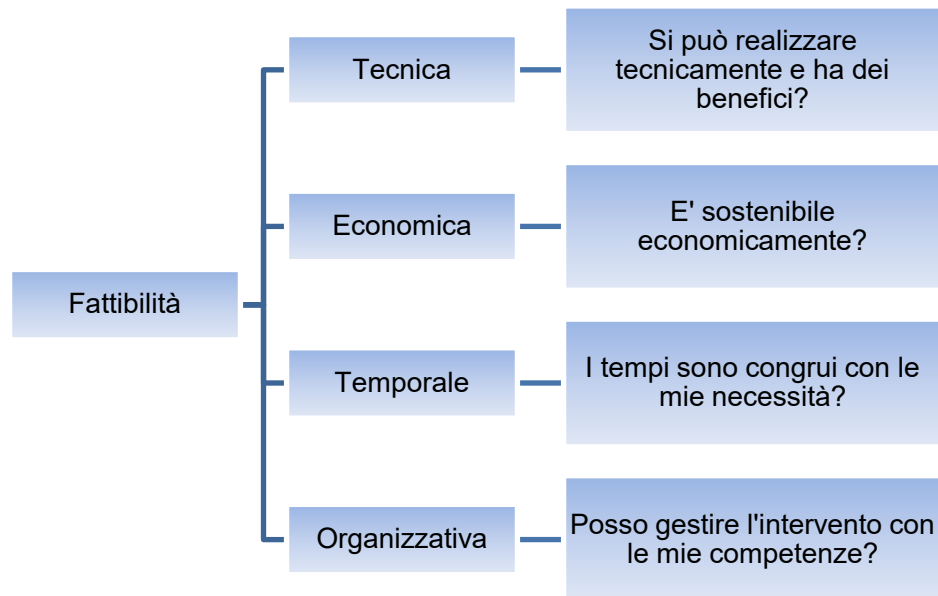 Fattibilità
Tecnica
Si può realizzare
tecnicamente e ha dei
benefici?
Economica
E' sostenibile
economicamente?
Temporale
I tempi sono congrui con le
mie necessità?
Organizzativa
Posso gestire l'intervento con
le mie competenze?